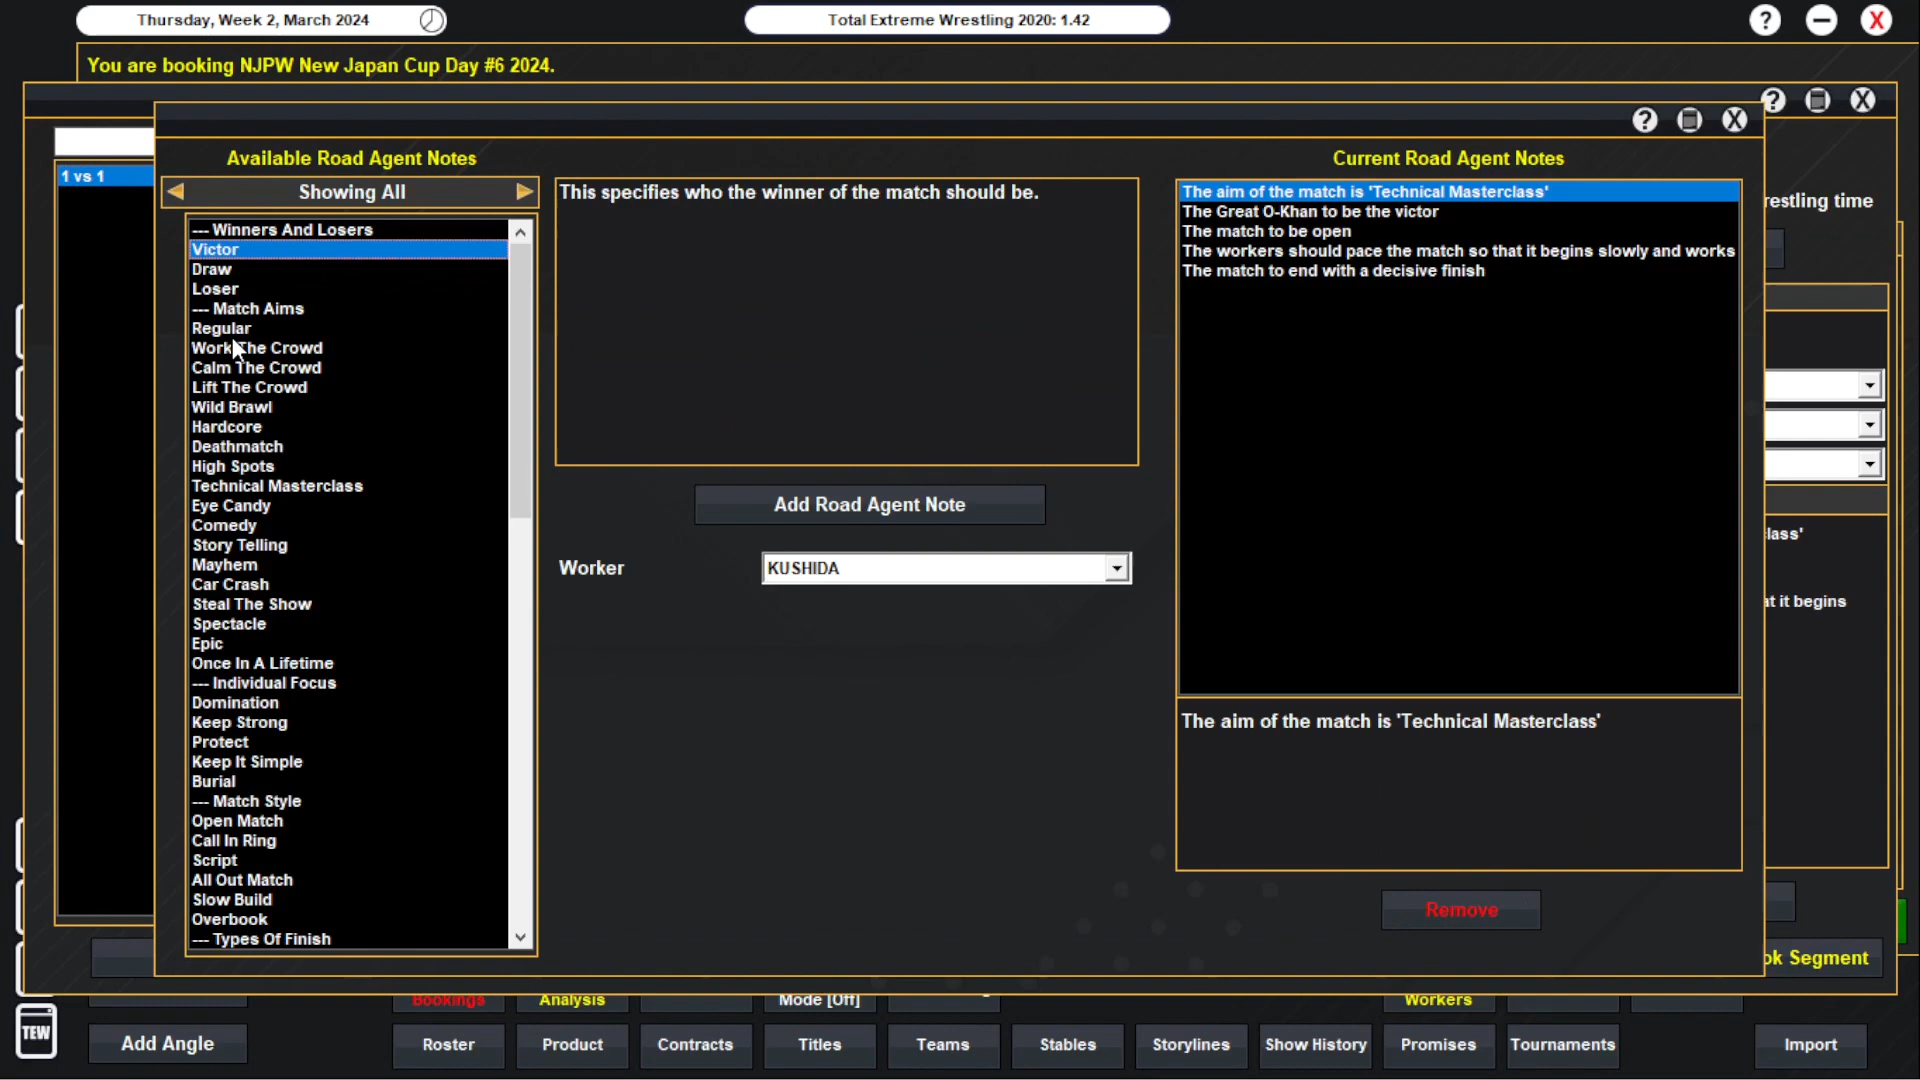 Thursday, Week 2, March 2024
Total Extreme Wrestling 2020: 1.42
?
X
You are booking NJPW New Japan Cup Day #6 2024.
?
X
?
X
1 vs 1
Available Road Agent Notes
Showing All
--- Winners And Losers
Victor
Draw
Loser
--- Match Aims
Regular
Work The Crowd
Calm The Crowd
Lift The Crowd
Wild Brawl
Hardcore
Deathmatch
High Spots
Technical Masterclass
Eye Candy
Comedy
Story Telling
Mayhem
Car Crash
Steal The Show
Spectacle
Epic
Once In A Lifetime
--- Individual Focus
Domination
Keep Strong
Protect
Keep It Simple
Burial
--- Match Style
Open Match
Call In Ring
Script
All Out Match
Slow Build
Overbook
--- Types Of Finish
This specifies who the winner of the match should be.
Add Road Agent Note
Worker
KUSHIDA
Current Road Agent Notes
The aim of the match is 'Technical Masterclass'
The Great O-Khan to be the victor
The match to be open
The workers should pace the match so that it begins slowly and works
The match to end with a decisive finish
The aim of the match is 'Technical Masterclass'
Remove
restling time
lass'
at it begins
ok Segment
Bookings
Analysis
Mode [Off]
Workers
TEW
Add Angle
Roster
Product
Contracts
Titles
Teams
Stables
Storylines
Show History
Promises
Tournaments
Import